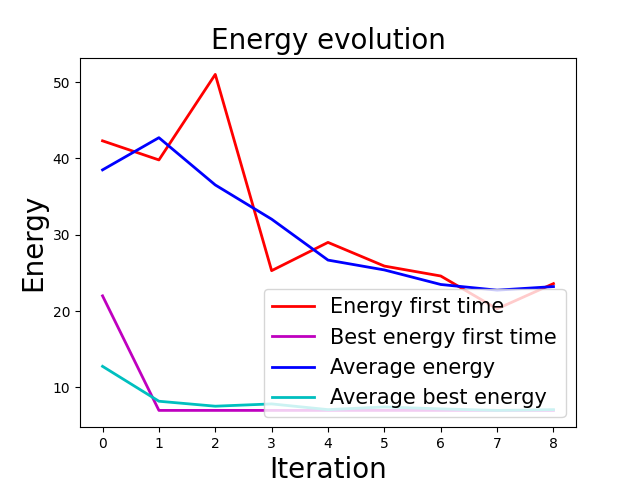 Energy evolution
Energy
50
40
30
20
10
Energy first time
Best energy first time
Average energy
Average best energy
0 1 2 3 4 5 6 7 8
Iteration